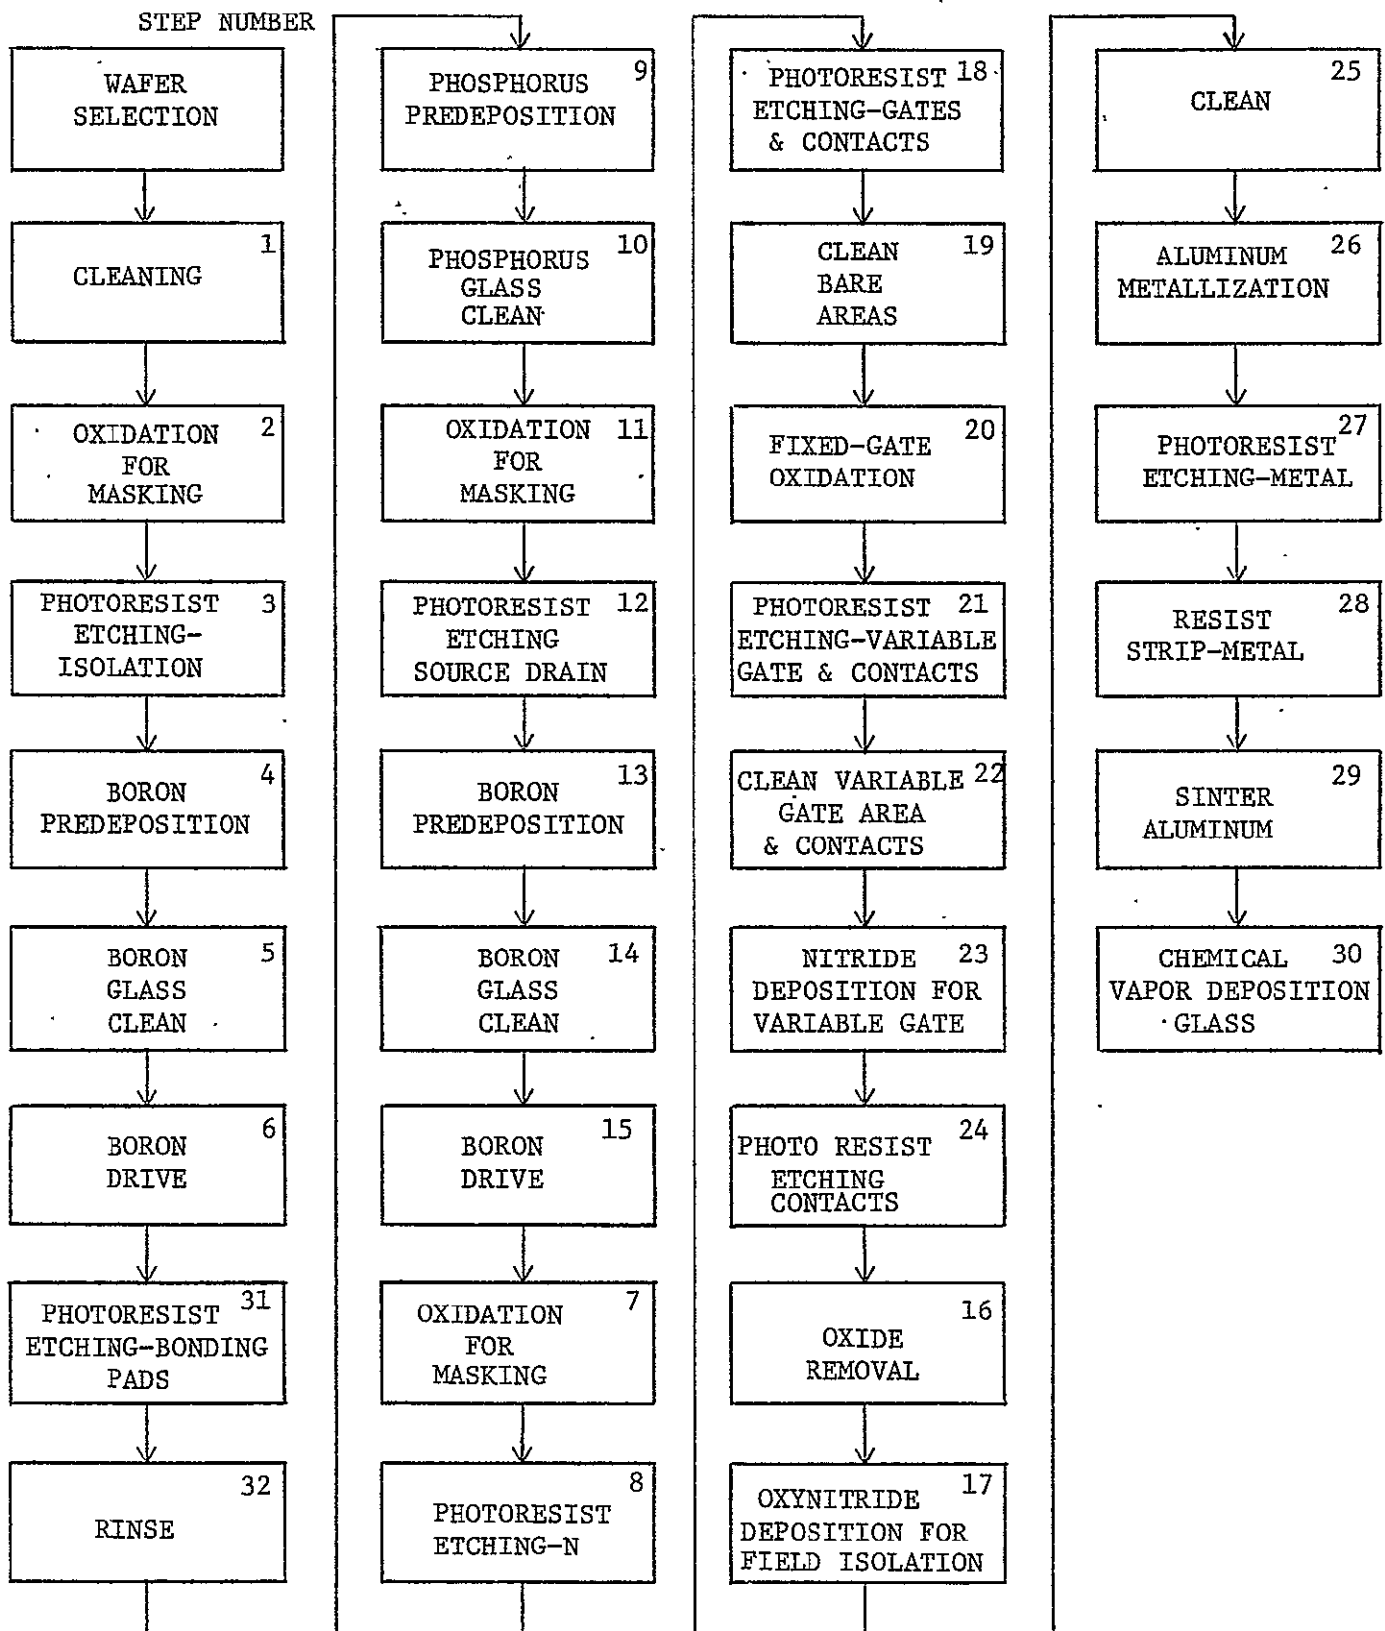 STEP NUMBER
WAFER
SELECTION
1
CLEANING
2
OXIDATION
FOR
MASKING
3
PHOTORESIST
ETCHING-
ISOLATION
4
BORON
PREDEPOSITION
5
BORON
GLASS
CLEAN
6
BORON
DRIVE
31
PHOTORESIST
ETCHING-BONDING
PADS
32
RINSE
9
PHOSPHORUS
PREDEPOSITION
10
PHOSPHORUS
GLASS
CLEAN
11
OXIDATION
FOR
MASKING
12
PHOTORESIST
ETCHING
SOURCE DRAIN
13
BORON
PREDEPOSITION
14
BORON
GLASS
CLEAN
15
BORON
DRIVE
7
OXIDATION
FOR
MASKING
8
PHOTORESIST
ETCHING-N
18
PHOTORESIST
ETCHING-GATES
& CONTACTS
19
CLEAN
BARE
AREAS
20
FIXED-GATE
OXIDATION
21
PHOTORESIST
ETCHING-VARIABLE
GATE & CONTACTS
22
CLEAN VARIABLE
GATE AREA
& CONTACTS
23
NITRIDE
DEPOSITION FOR
VARIABLE GATE
24
PHOTO RESIST
ETCHING
CONTACTS
16
OXIDE
REMOVAL
17
OXYNITRIDE
DEPOSITION FOR
FIELD ISOLATION
25
CLEAN
26
ALUMINUM
METALLIZATION
27
PHOTORESIST
ETCHING-METAL
28
RESIST
STRIP-METAL
29
SINTER
ALUMINUM
30
CHEMICAL
VAPOR DEPOSITION
GLASS